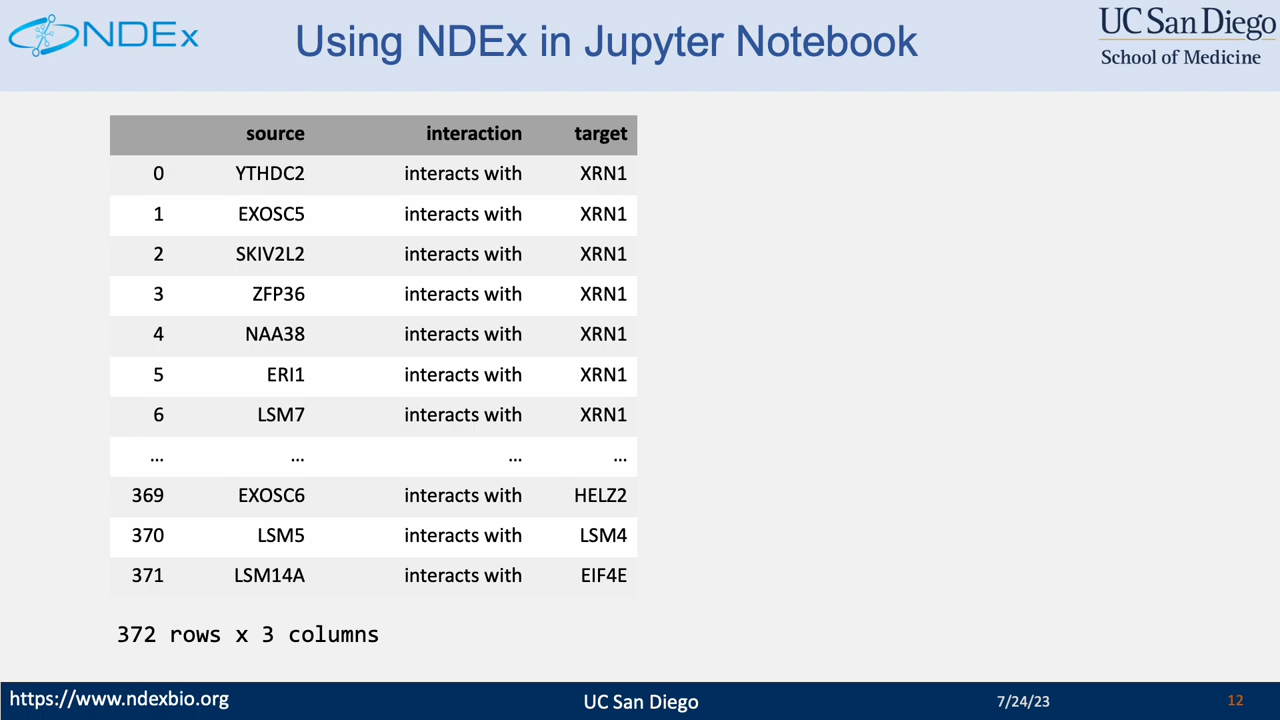 NDEx
Using NDEx in Jupyter Notebook
UC San Diego
School of Medicine
source interaction target
0 YTHDC2 interacts with XRN1
1 EXOSC5 interacts with XRN1
2 SKIV2L2 interacts with XRN1
3 ZFP36 interacts with XRN1
4 NAA38 interacts with XRN1
5 ERI1 interacts with XRN1
6 LSM7 interacts with XRN1
... ... ... ...
369 EXOSC6 interacts with HELZ2
370 LSM5 interacts with LSM4
371 LSM14A interacts with EIF4E
372 rows x 3 columns
https://www.ndexbio.org UC San Diego 7/24/23 12